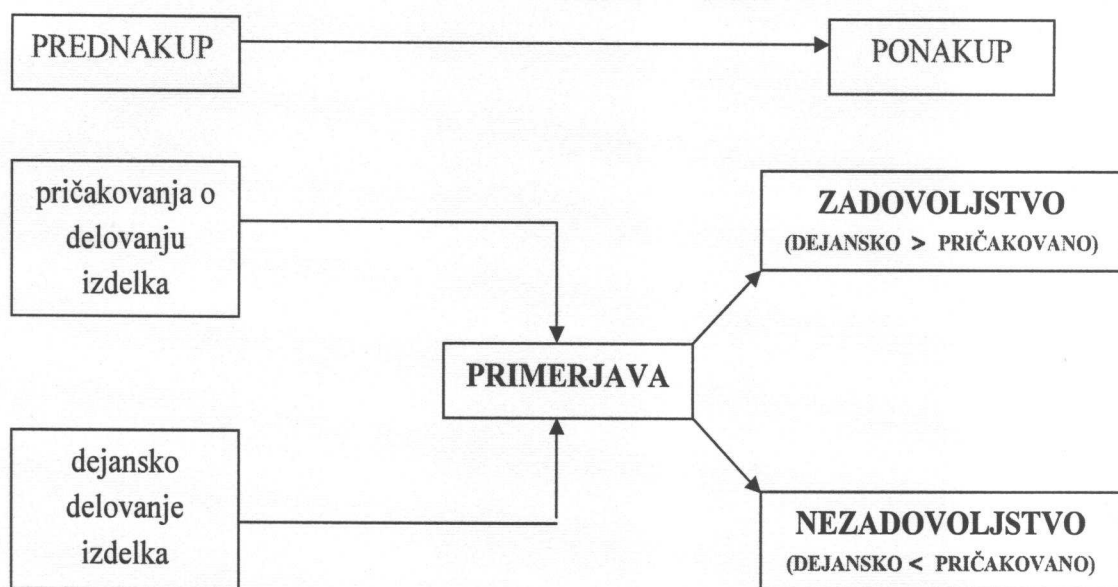 PREDNAKUP
PONAKUP
pričakovanja o
delovanju
izdelka
ZADOVOLJSTVO
(DEJANSKO > PRIČAKOVANO)
PRIMERJAVA
dejansko
delovanje
izdelka
NEZADOVOLJSTVO
(DEJANSKO < PRIČAKOVANO)